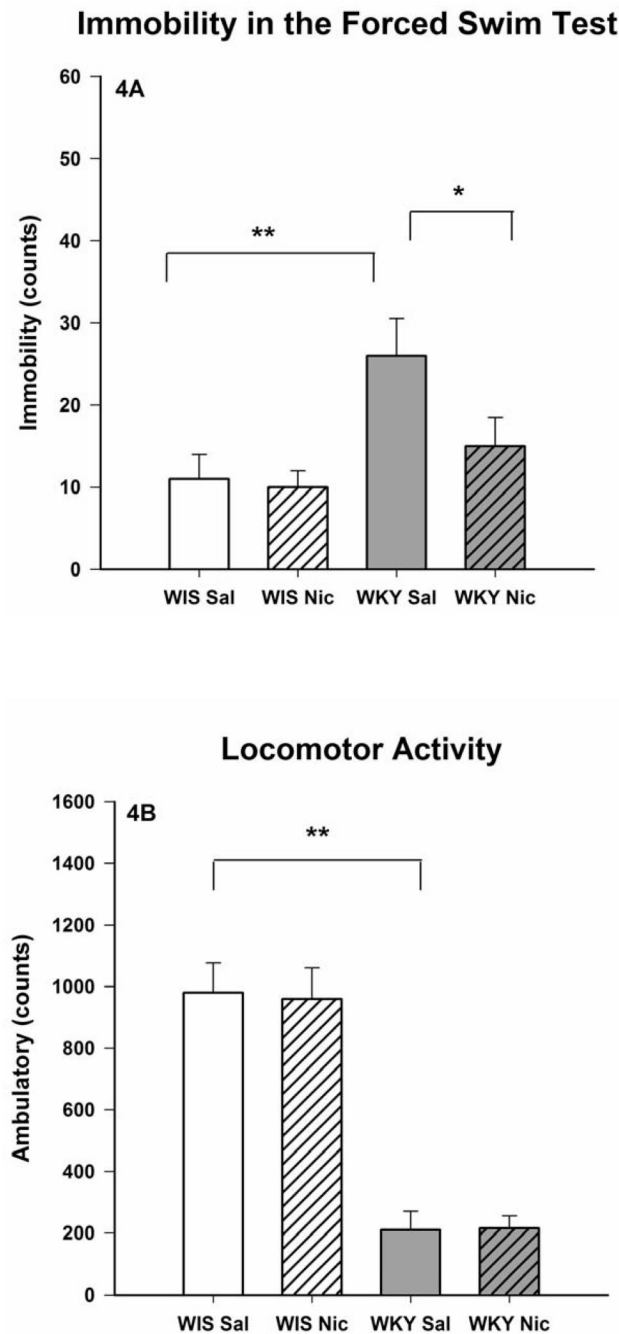 Immobility in the Forced Swim Test
4A
60
50
40
30
20
10
0
Immobility (counts)
**
*
WIS Sal WIS Nic WKY Sal WKY Nic
Locomotor Activity
4B
1600
1400
1200
1000
800
600
400
200
0
Ambulatory (counts)
**
WIS Sal WIS Nic WKY Sal WKY Nic